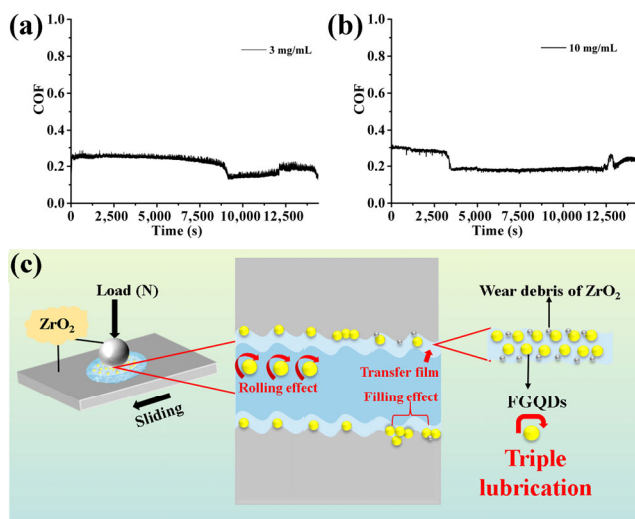 (a)
1.0
0.8
0.6
0.4
0.2
0.0
COF
3 mg/mL
0 2,500 5,000 7,500 10,000 12,500
Time (s)
(b)
1.0
0.8
0.6
0.4
0.2
0.0
COF
10 mg/mL
0 2,500 5,000 7,500 10,000 12,500
Time (s)
(c)
Load (N)
ZrO₂
Sliding
Rolling effect
Transfer film
Filling effect
Wear debris of ZrO₂
FGQDs
Triple
lubrication